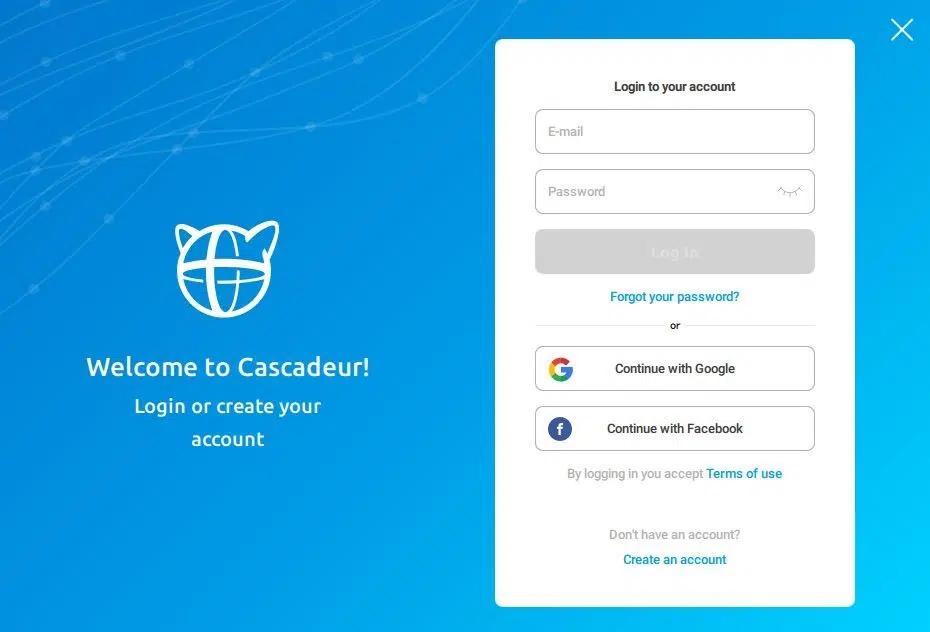 Welcome to Cascadeur!
Login or create your
account
Login to your account
E-mail
Password
Log in
Forgot your password?
or
Continue with Google
Continue with Facebook
By logging in you accept Terms of use
Don't have an account?
Create an account